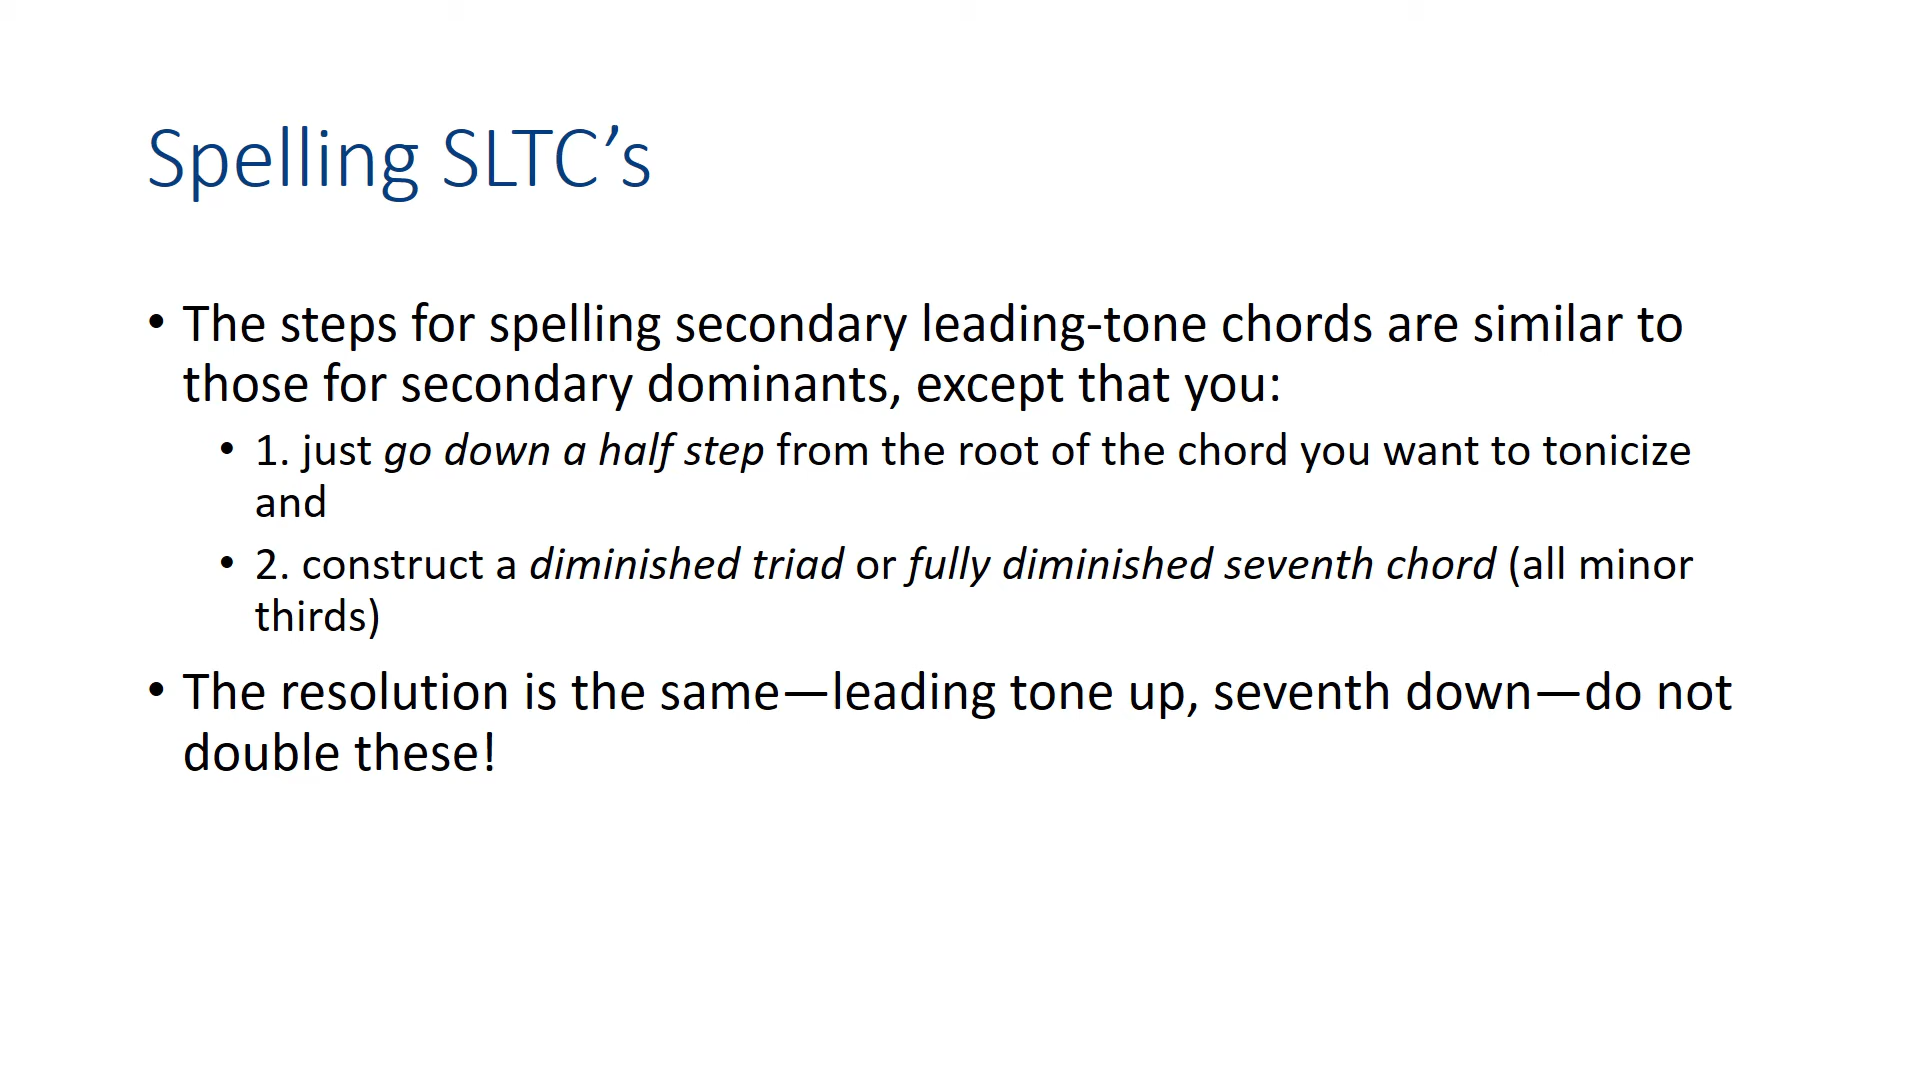 Spelling SLTC’s
• The steps for spelling secondary leading-tone chords are similar to
those for secondary dominants, except that you:
• 1. just go down a half step from the root of the chord you want to tonicize
and
• 2. construct a diminished triad or fully diminished seventh chord (all minor
thirds)
• The resolution is the same—leading tone up, seventh down—do not
double these!